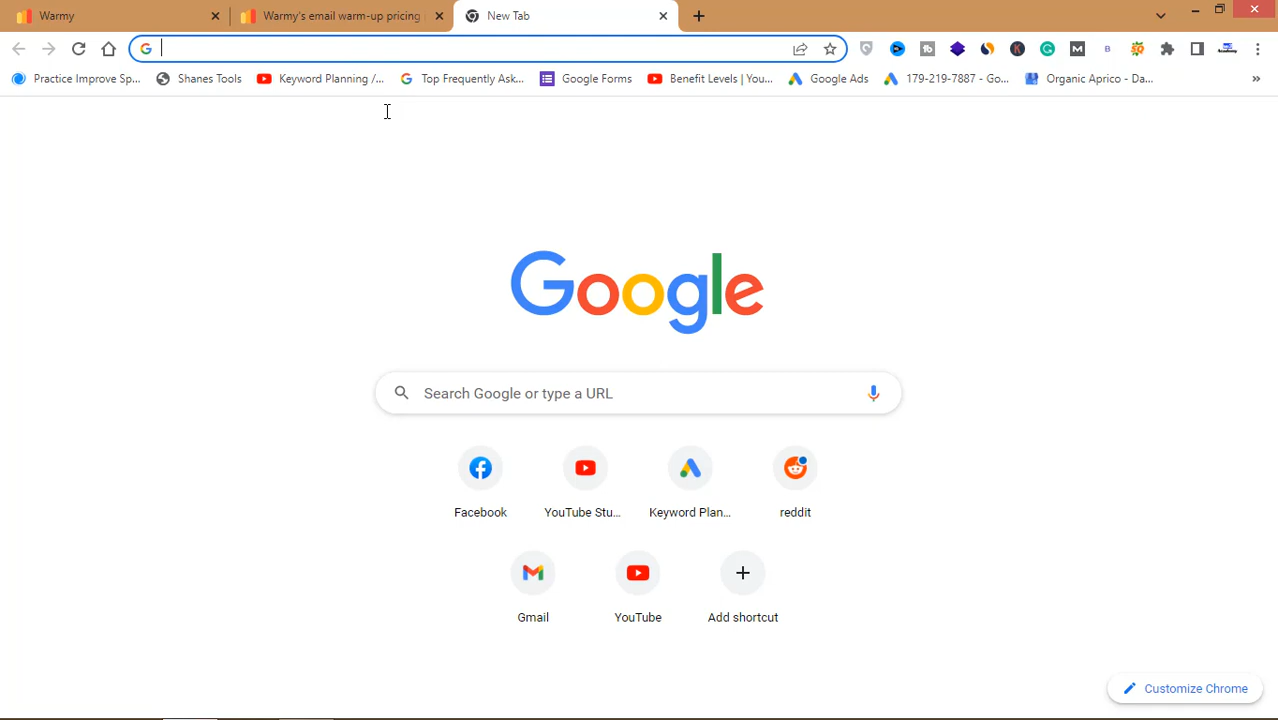 Warmy
Warmy's email warm-up pricing
New Tab
Practice Improve Sp...
Shanes Tools
Keyword Planning /...
Top Frequently Ask...
Google Forms
Benefit Levels | You...
Google Ads
179-219-7887 - Go...
Organic Aprico - Da...
Google
Search Google or type a URL
Facebook
YouTube Stu...
Keyword Plan...
reddit
Gmail
YouTube
Add shortcut
Customize Chrome